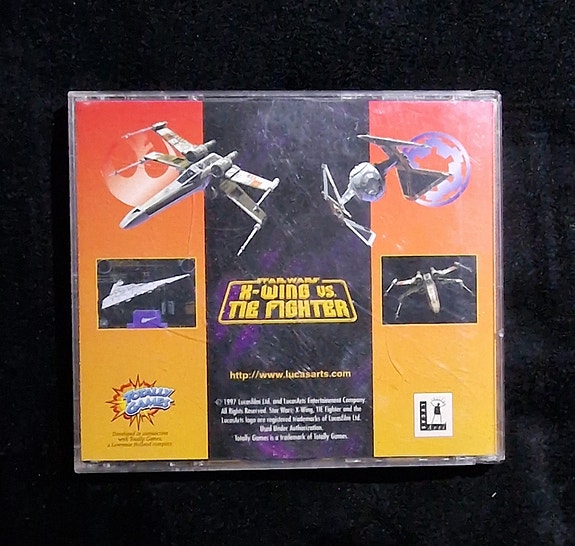 STAR WARS
X-WING VS.
TIE FIGHTER
http://www.lucasarts.com
© 1997 Lucasfilm Ltd. and LucasArts Entertainment Company.
All Rights Reserved. Star Wars: X-Wing, TIE Fighter and the
LucasArts logo are registered trademarks of Lucasfilm Ltd.
Used Under Authorization.
Totally Games is a trademark of Totally Games.
TOTALLY
GAMES
Developed in conjunction
with Totally Games,
a Lawrence Holland company.
LUCAS
ARTS